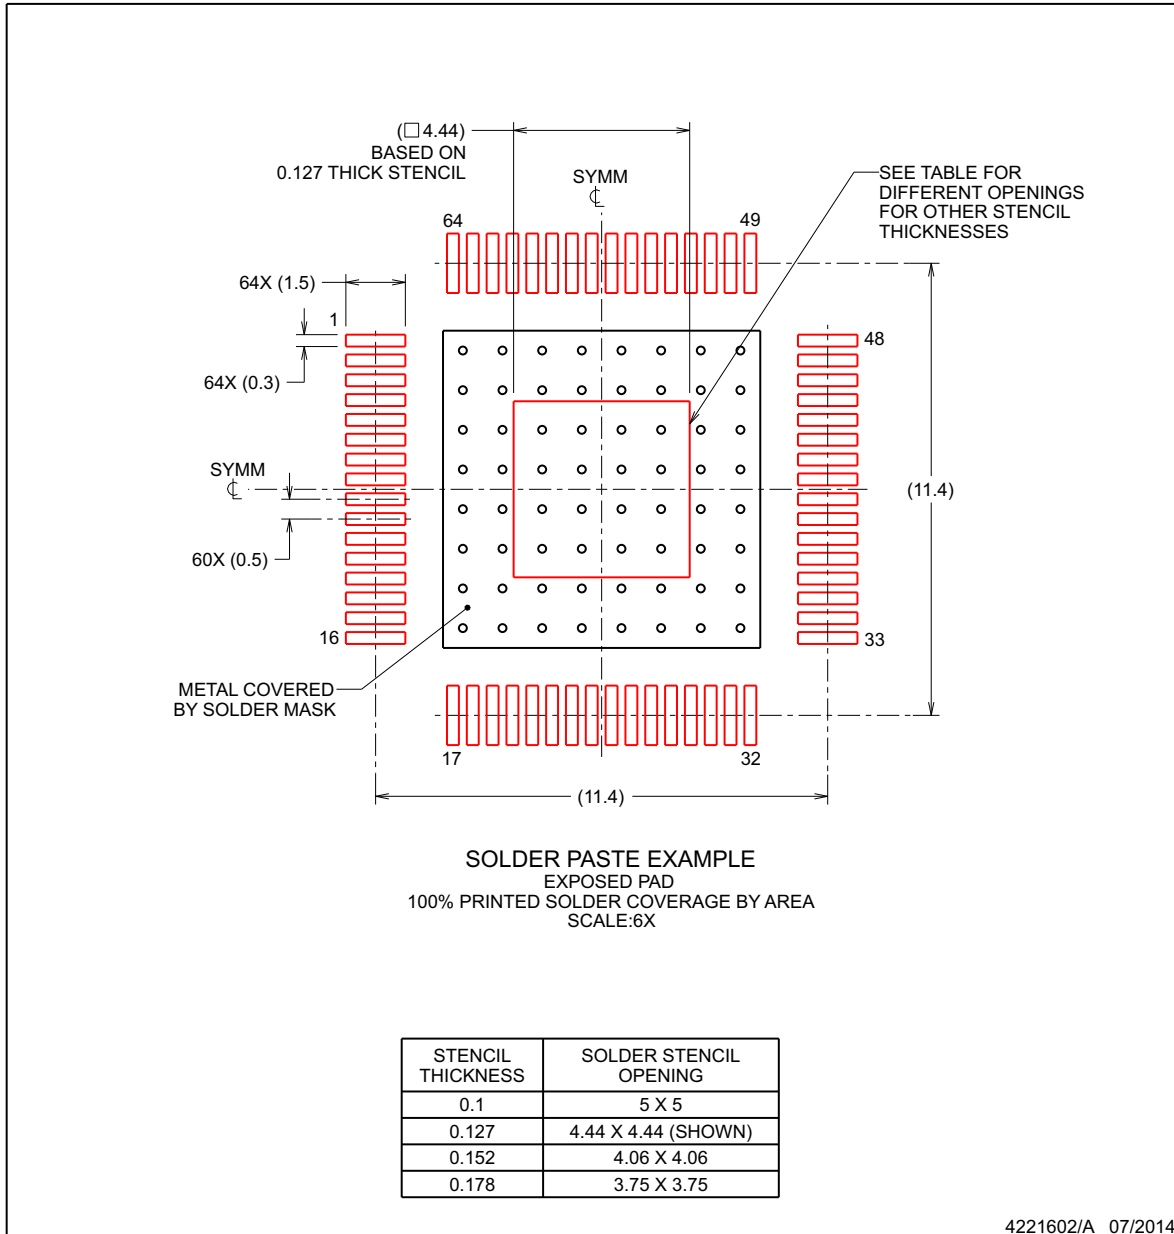 (□ 4.44)
BASED ON
0.127 THICK STENCIL
SYMM
℄
SEE TABLE FOR
DIFFERENT OPENINGS
FOR OTHER STENCIL
THICKNESSES
64
49
64X (1.5)
1
48
64X (0.3)
SYMM
℄
(11.4)
60X (0.5)
16
33
METAL COVERED
BY SOLDER MASK
17
32
(11.4)
SOLDER PASTE EXAMPLE
EXPOSED PAD
100% PRINTED SOLDER COVERAGE BY AREA
SCALE:6X
STENCIL THICKNESS | SOLDER STENCIL OPENING
0.1 | 5 X 5
0.127 | 4.44 X 4.44 (SHOWN)
0.152 | 4.06 X 4.06
0.178 | 3.75 X 3.75
4221602/A 07/2014